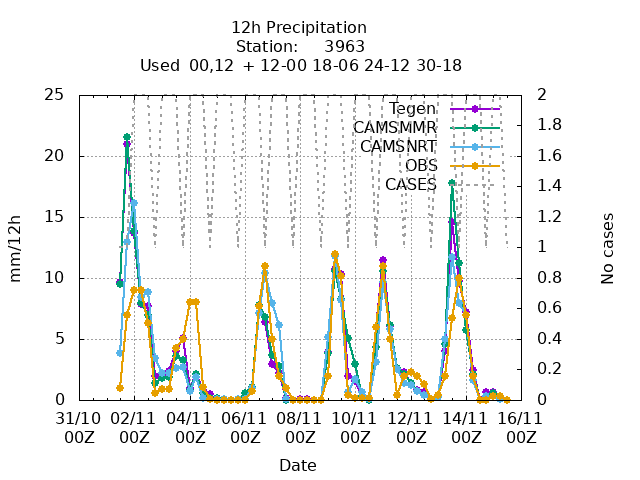 12h Precipitation
Station: 3963
Used 00,12 + 12-00 18-06 24-12 30-18
25 2
Tegen
CAMSMMR 1.8
CAMSNRT
20 OBS 1.6
CASES 1.4
15 1.2
mm/12h 1 No cases
10 0.8
0.6
5 0.4
0.2
0 0
31/10 02/11 04/11 06/11 08/11 10/11 12/11 14/11 16/11
00Z 00Z 00Z 00Z 00Z 00Z 00Z 00Z 00Z
Date